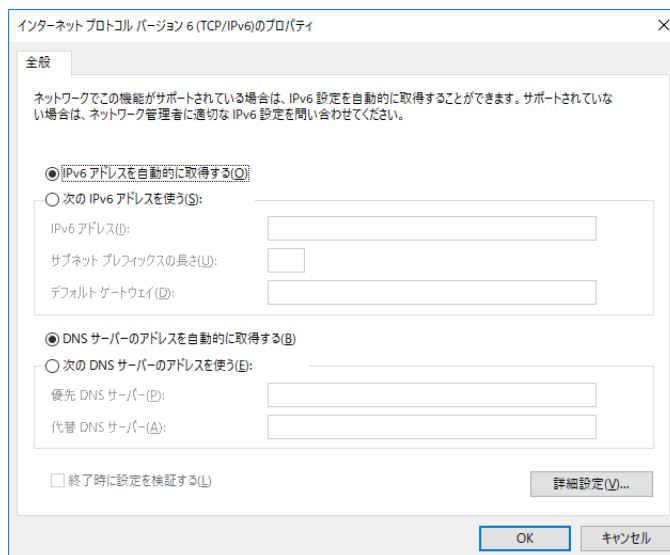 インターネット プロトコル バージョン 6 (TCP/IPv6)のプロパティ
全般
ネットワークでこの機能がサポートされている場合は、IPv6 設定を自動的に取得することができます。サポートされていな
い場合は、ネットワーク管理者に適切な IPv6 設定を問い合わせてください。
IPv6 アドレスを自動的に取得する(O)
次の IPv6 アドレスを使う(S):
IPv6 アドレス(I):
サブネット プレフィックスの長さ(U):
デフォルト ゲートウェイ(D):
DNS サーバーのアドレスを自動的に取得する(B)
次の DNS サーバーのアドレスを使う(E):
優先 DNS サーバー(P):
代替 DNS サーバー(A):
終了時に設定を検証する(L)
詳細設定(V)...
OK
キャンセル